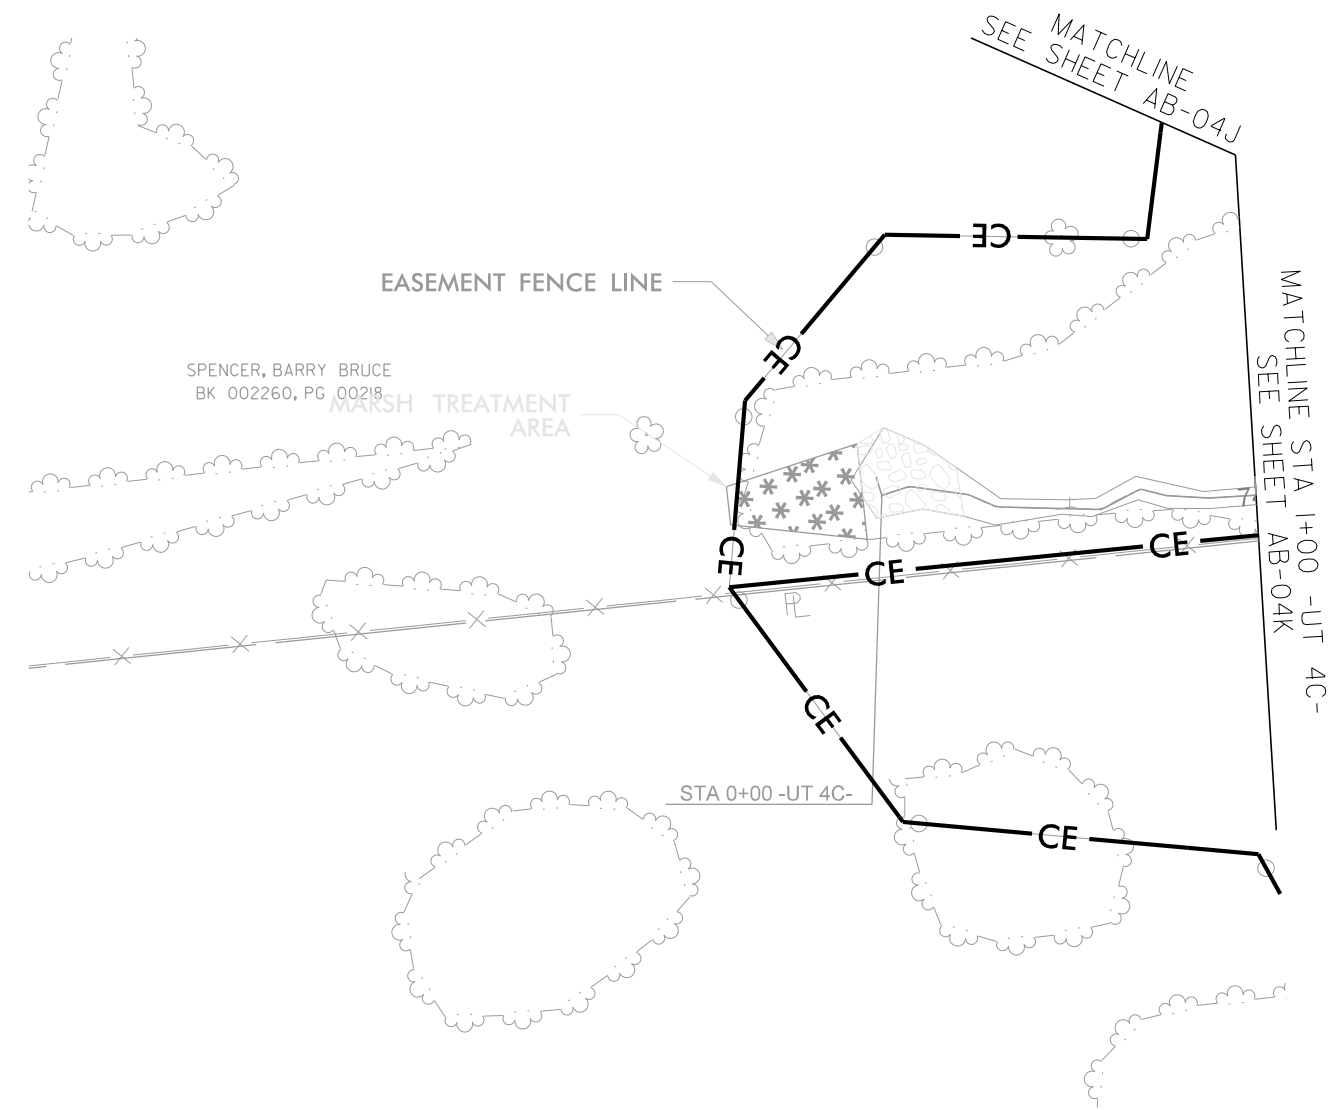 MATCHLINE
SEE SHEET AB-04J
CE
EASEMENT FENCE LINE
CE
MATCHLINE STA 1+00 -UT 4C-
SEE SHEET AB-04K
SPENCER, BARRY BRUCE
BK 002260, PG 00218
MARSH TREATMENT
AREA
CE
CE
CE
PL
CE
STA 0+00 -UT 4C-
CE